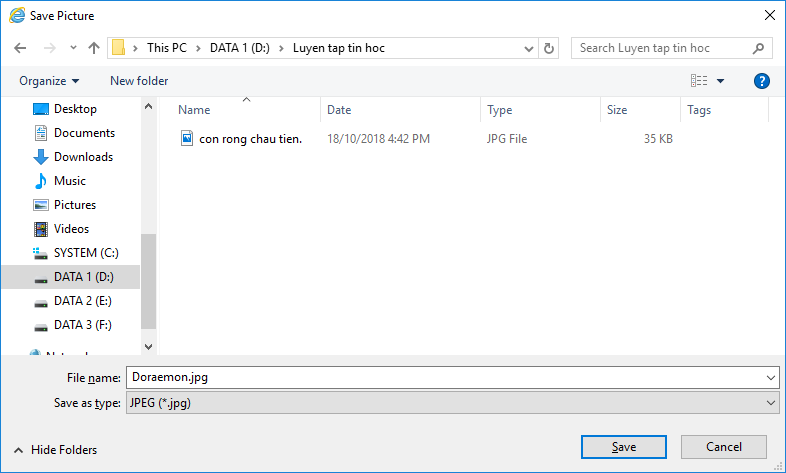 Save Picture
This PC > DATA 1 (D:) > Luyen tap tin hoc
Search Luyen tap tin hoc
Organize
New folder
?
Name Date Type Size Tags
con rong chau tien. 18/10/2018 4:42 PM JPG File 35 KB
Desktop
Documents
Downloads
Music
Pictures
Videos
SYSTEM (C:)
DATA 1 (D:)
DATA 2 (E:)
DATA 3 (F:)
File name: Doraemon.jpg
Save as type: JPEG (*.jpg)
Hide Folders
Save
Cancel